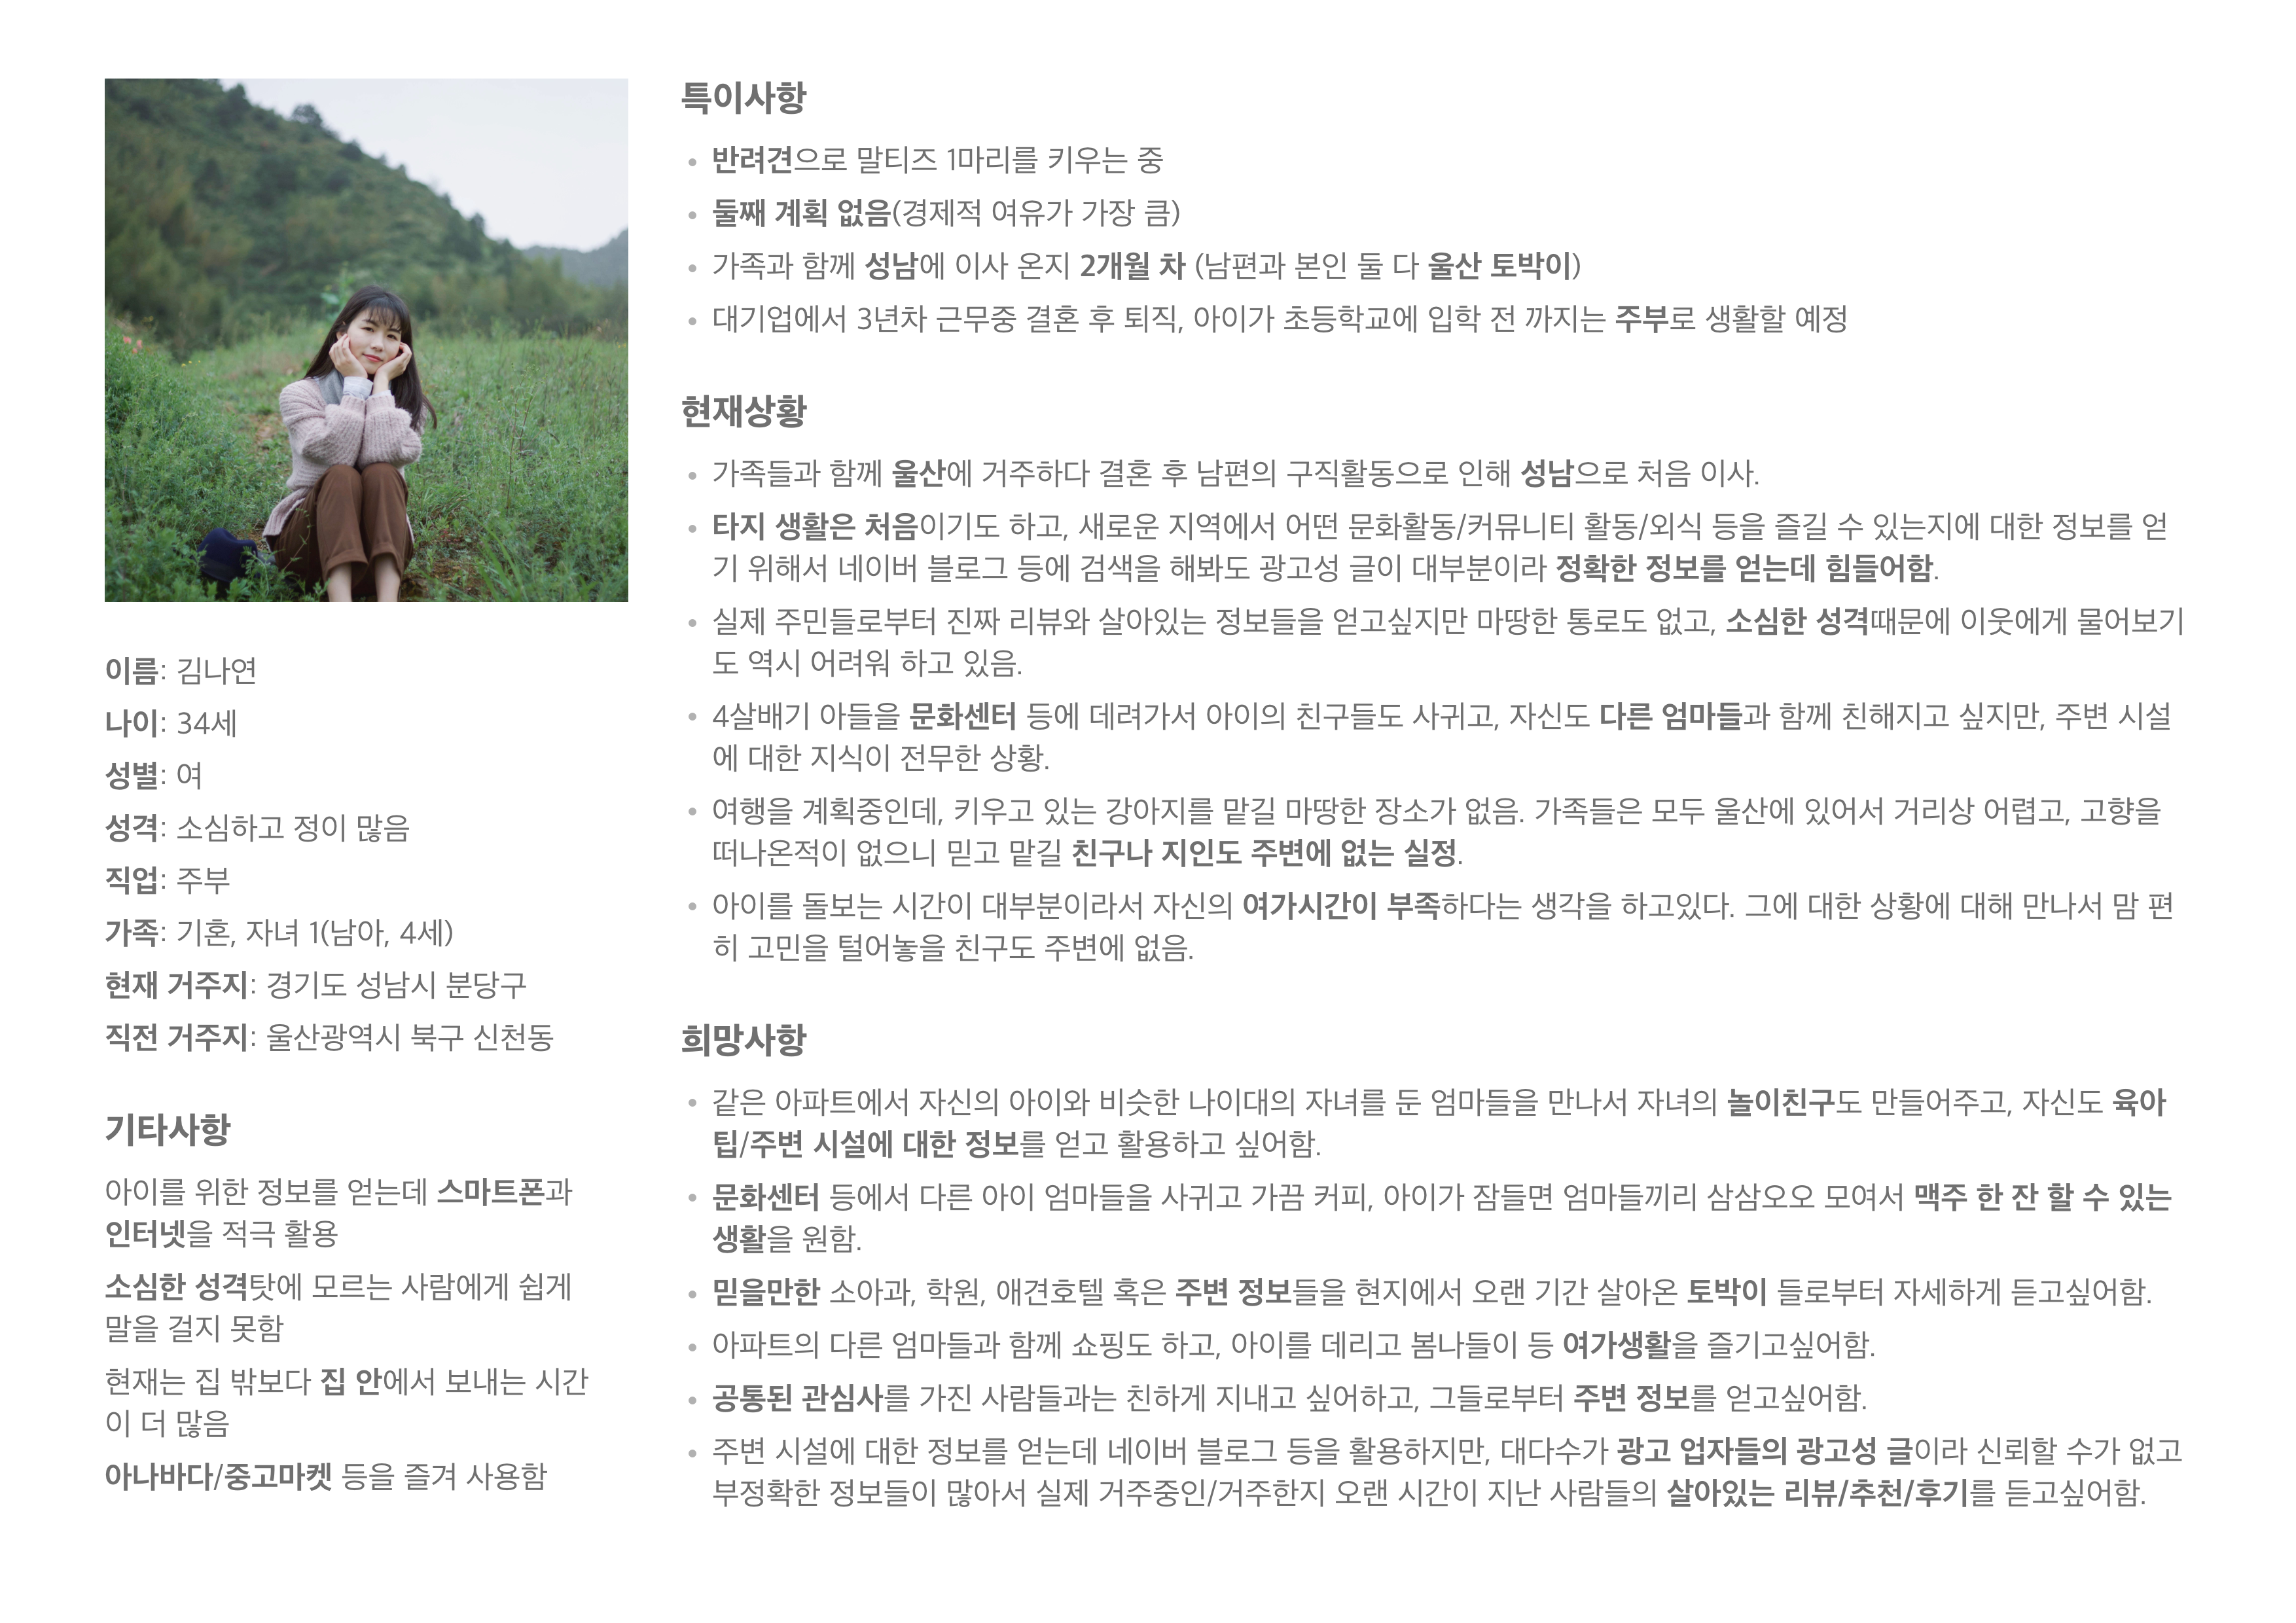 이름: 김나연
나이: 34세
성별: 여
성격: 소심하고 정이 많음
직업: 주부
가족: 기혼, 자녀 1(남아, 4세)
현재 거주지: 경기도 성남시 분당구
직전 거주지: 울산광역시 북구 신천동
기타사항
아이를 위한 정보를 얻는데 스마트폰과
인터넷을 적극 활용
소심한 성격탓에 모르는 사람에게 쉽게
말을 걸지 못함
현재는 집 밖보다 집 안에서 보내는 시간
이 더 많음
아나바다/중고마켓 등을 즐겨 사용함
특이사항
• 반려견으로 말티즈 1마리를 키우는 중
• 둘째 계획 없음(경제적 여유가 가장 큼)
• 가족과 함께 성남에 이사 온지 2개월 차 (남편과 본인 둘 다 울산 토박이)
• 대기업에서 3년차 근무중 결혼 후 퇴직, 아이가 초등학교에 입학 전 까지는 주부로 생활할 예정
현재상황
• 가족들과 함께 울산에 거주하다 결혼 후 남편의 구직활동으로 인해 성남으로 처음 이사.
• 타지 생활은 처음이기도 하고, 새로운 지역에서 어떤 문화활동/커뮤니티 활동/외식 등을 즐길 수 있는지에 대한 정보를 얻
기 위해서 네이버 블로그 등에 검색을 해봐도 광고성 글이 대부분이라 정확한 정보를 얻는데 힘들어함.
• 실제 주민들로부터 진짜 리뷰와 살아있는 정보들을 얻고싶지만 마땅한 통로도 없고, 소심한 성격때문에 이웃에게 물어보기
도 역시 어려워 하고 있음.
• 4살배기 아들을 문화센터 등에 데려가서 아이의 친구들도 사귀고, 자신도 다른 엄마들과 함께 친해지고 싶지만, 주변 시설
에 대한 지식이 전무한 상황.
• 여행을 계획중인데, 키우고 있는 강아지를 맡길 마땅한 장소가 없음. 가족들은 모두 울산에 있어서 거리상 어렵고, 고향을
떠나온적이 없으니 믿고 맡길 친구나 지인도 주변에 없는 실정.
• 아이를 돌보는 시간이 대부분이라서 자신의 여가시간이 부족하다는 생각을 하고있다. 그에 대한 상황에 대해 만나서 맘 편
히 고민을 털어놓을 친구도 주변에 없음.
희망사항
• 같은 아파트에서 자신의 아이와 비슷한 나이대의 자녀를 둔 엄마들을 만나서 자녀의 놀이친구도 만들어주고, 자신도 육아
팁/주변 시설에 대한 정보를 얻고 활용하고 싶어함.
• 문화센터 등에서 다른 아이 엄마들을 사귀고 가끔 커피, 아이가 잠들면 엄마들끼리 삼삼오오 모여서 맥주 한 잔 할 수 있는
생활을 원함.
• 믿을만한 소아과, 학원, 애견호텔 혹은 주변 정보들을 현지에서 오랜 기간 살아온 토박이 들로부터 자세하게 듣고싶어함.
• 아파트의 다른 엄마들과 함께 쇼핑도 하고, 아이를 데리고 봄나들이 등 여가생활을 즐기고싶어함.
• 공통된 관심사를 가진 사람들과는 친하게 지내고 싶어하고, 그들로부터 주변 정보를 얻고싶어함.
• 주변 시설에 대한 정보를 얻는데 네이버 블로그 등을 활용하지만, 대다수가 광고 업자들의 광고성 글이라 신뢰할 수가 없고
부정확한 정보들이 많아서 실제 거주중인/거주한지 오랜 시간이 지난 사람들의 살아있는 리뷰/추천/후기를 듣고싶어함.